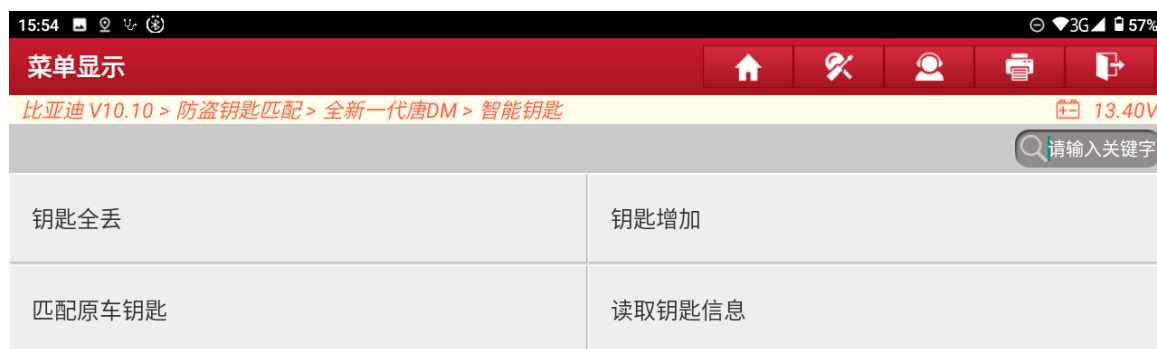 15:54 3G 57%
菜单显示
比亚迪 V10.10 > 防盗钥匙匹配 > 全新一代唐DM > 智能钥匙 13.40V
请输入关键字
钥匙全丢 钥匙增加
匹配原车钥匙 读取钥匙信息